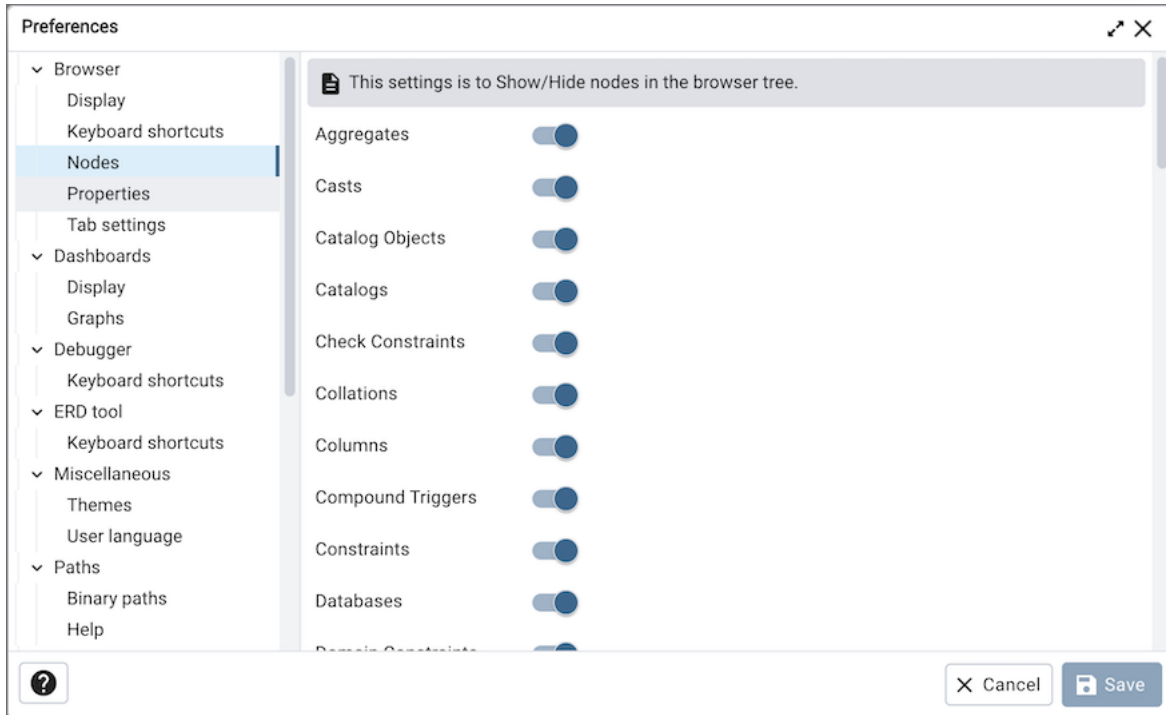 Preferences
Browser
Display
Keyboard shortcuts
Nodes
Properties
Tab settings
Dashboards
Display
Graphs
Debugger
Keyboard shortcuts
ERD tool
Keyboard shortcuts
Miscellaneous
Themes
User language
Paths
Binary paths
Help
This settings is to Show/Hide nodes in the browser tree.
Aggregates
Casts
Catalog Objects
Catalogs
Check Constraints
Collations
Columns
Compound Triggers
Constraints
Databases
Domain Constraints
? 
Cancel
Save